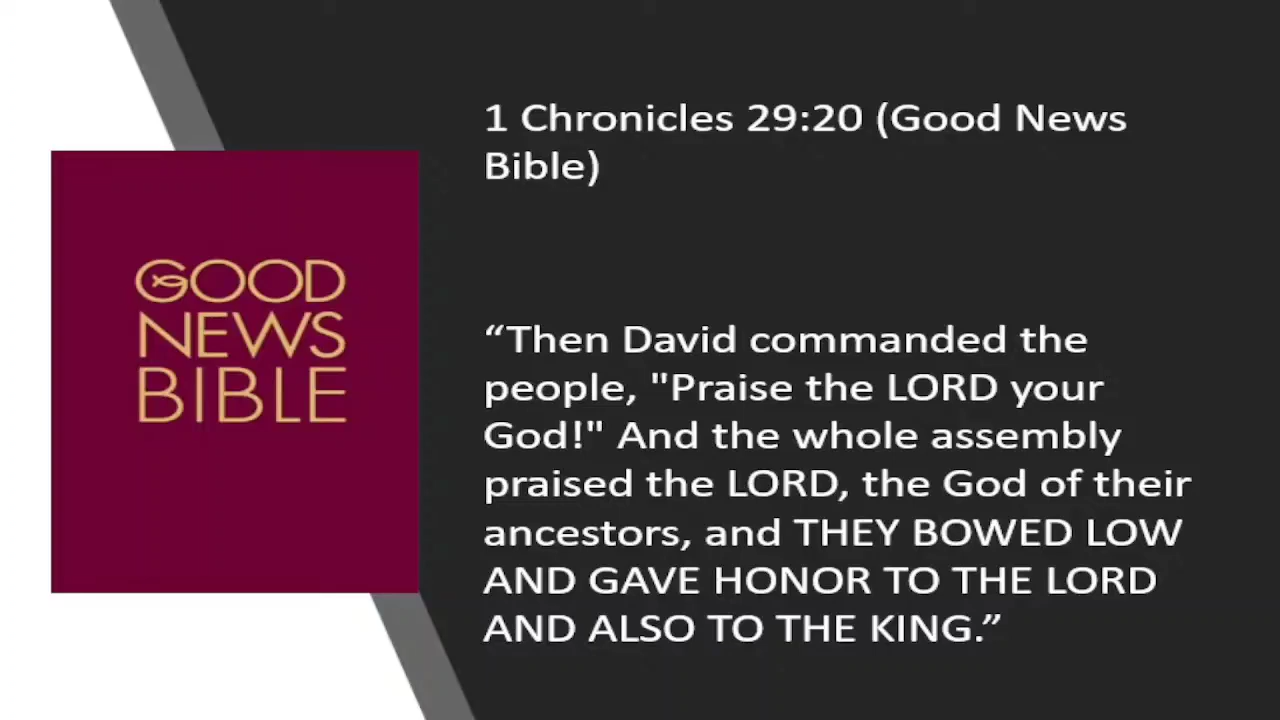 GOOD
NEWS
BIBLE
1 Chronicles 29:20 (Good News
Bible)
“Then David commanded the
people, "Praise the LORD your
God!" And the whole assembly
praised the LORD, the God of their
ancestors, and THEY BOWED LOW
AND GAVE HONOR TO THE LORD
AND ALSO TO THE KING.”